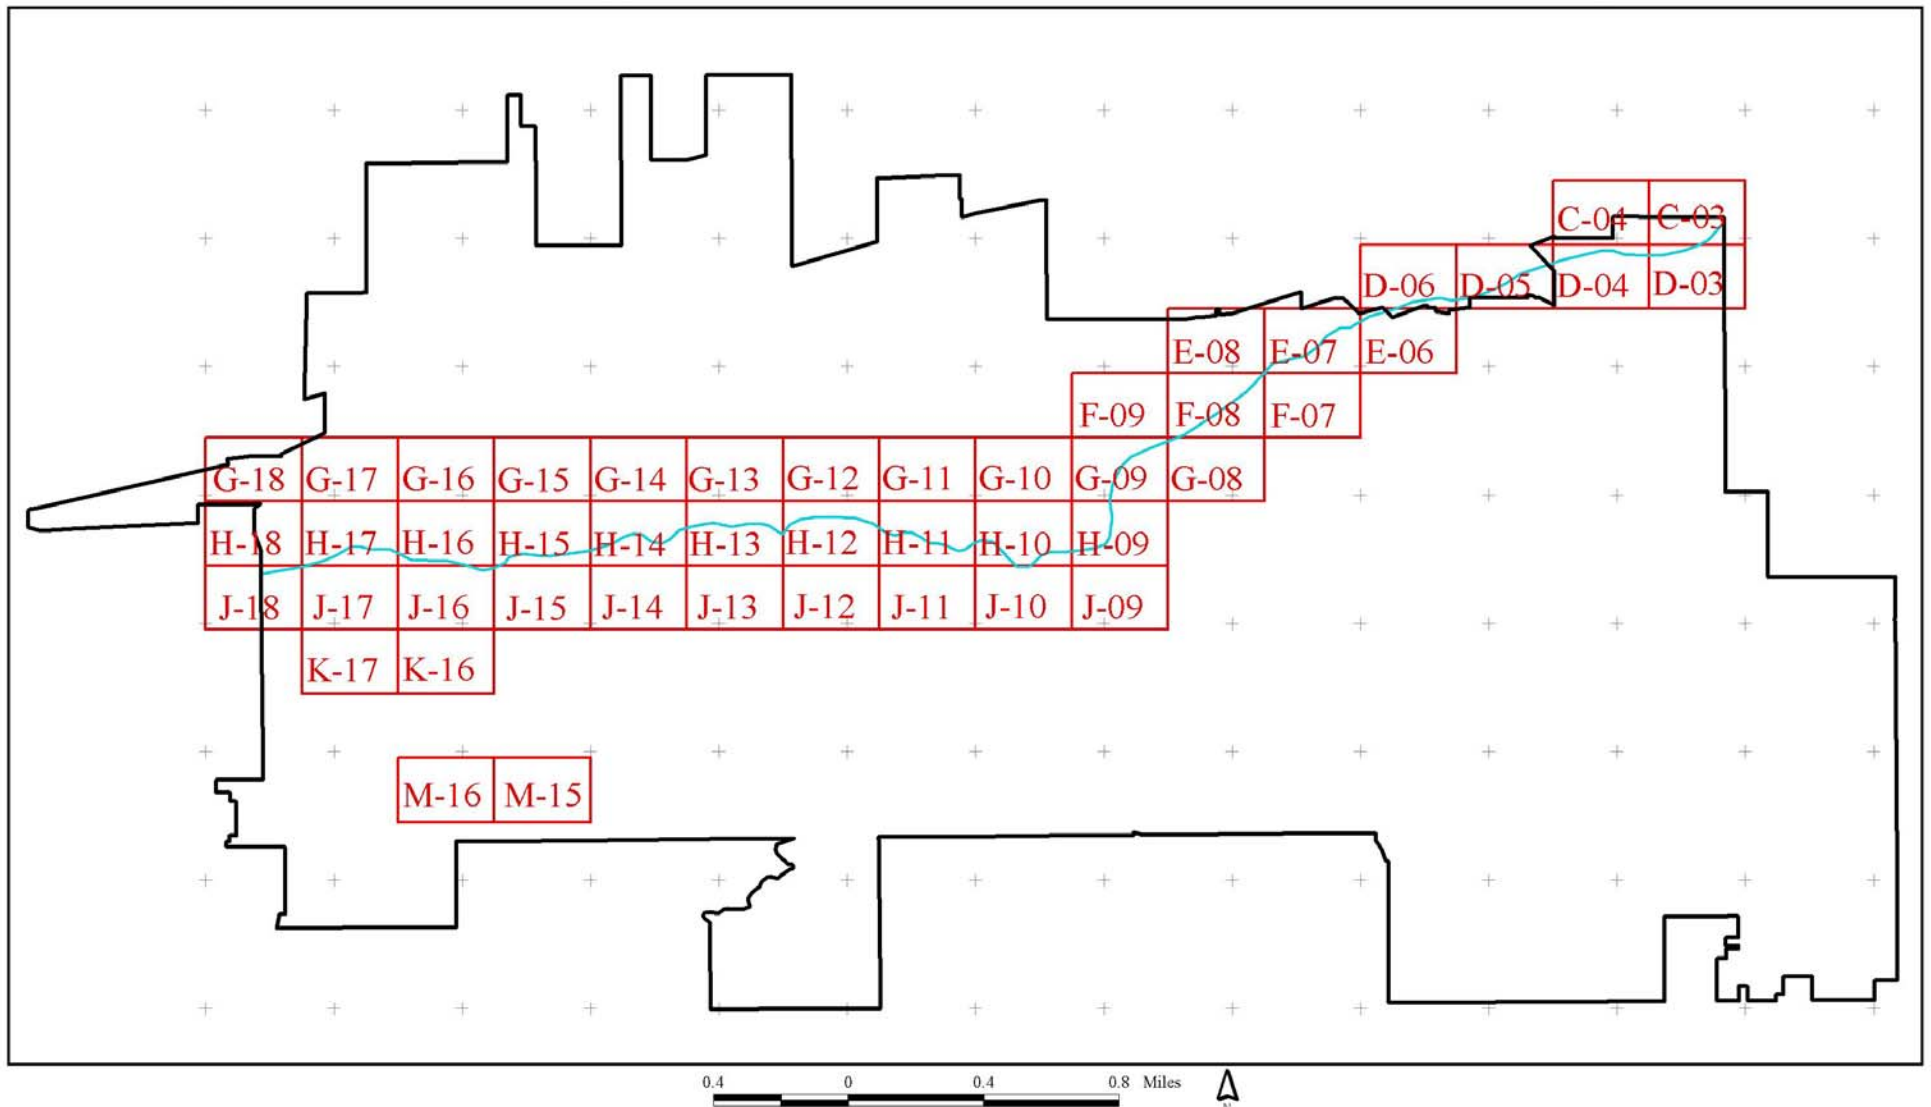 C-04 C-03
D-06 D-05 D-04 D-03
E-08 E-07 E-06
F-09 F-08 F-07
G-18 G-17 G-16 G-15 G-14 G-13 G-12 G-11 G-10 G-09 G-08
H-18 H-17 H-16 H-15 H-14 H-13 H-12 H-11 H-10 H-09
J-18 J-17 J-16 J-15 J-14 J-13 J-12 J-11 J-10 J-09
K-17 K-16
M-16 M-15
0.4 0 0.4 0.8 Miles
N